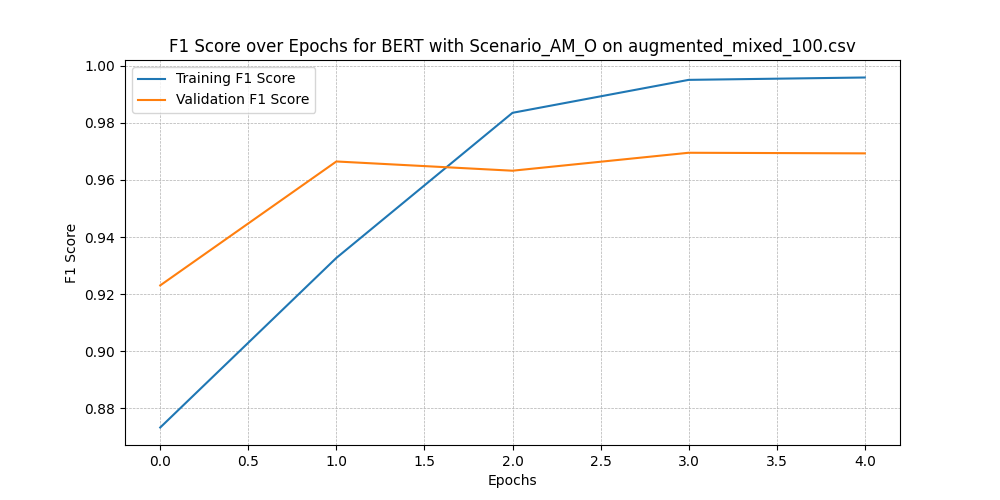 F1 Score over Epochs for BERT with Scenario_AM_O on augmented_mixed_100.csv
Training F1 Score
Validation F1 Score
F1 Score
1.00
0.98
0.96
0.94
0.92
0.90
0.88
0.0 0.5 1.0 1.5 2.0 2.5 3.0 3.5 4.0
Epochs